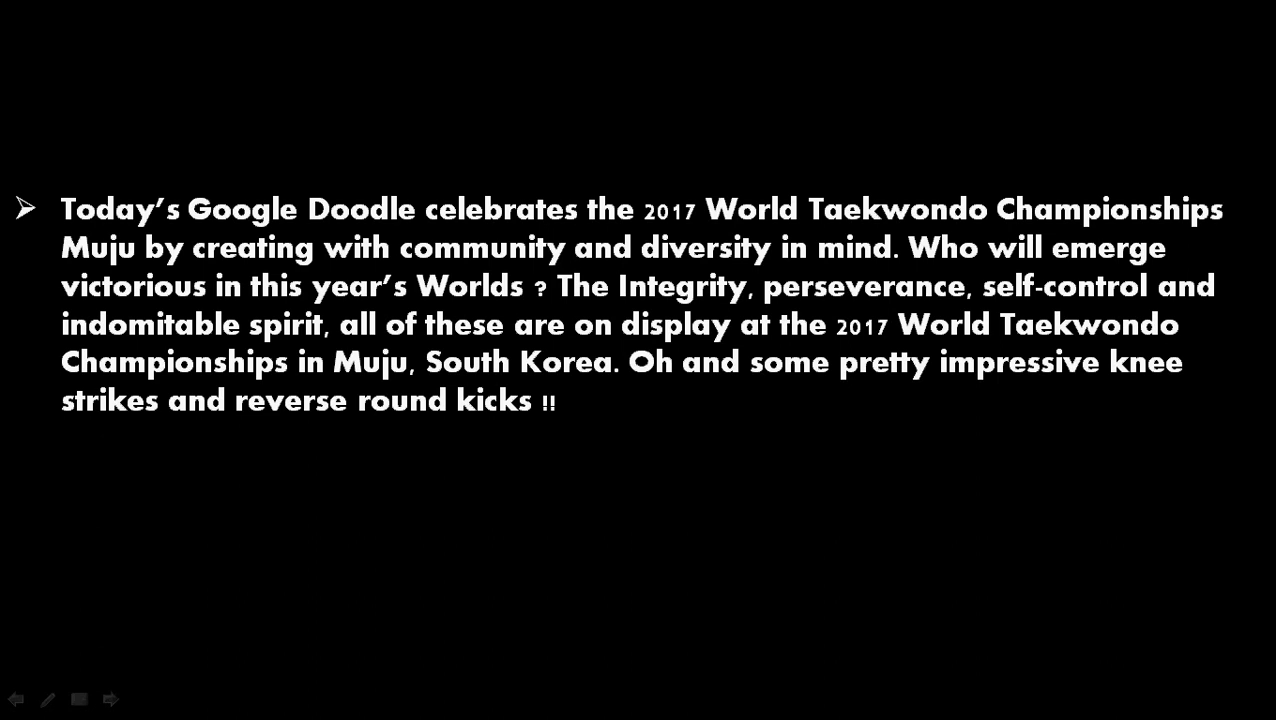 ➢ Today's Google Doodle celebrates the 2017 World Taekwondo Championships
Muju by creating with community and diversity in mind. Who will emerge
victorious in this year's Worlds ? The Integrity, perseverance, self-control and
indomitable spirit, all of these are on display at the 2017 World Taekwondo
Championships in Muju, South Korea. Oh and some pretty impressive knee
strikes and reverse round kicks !!